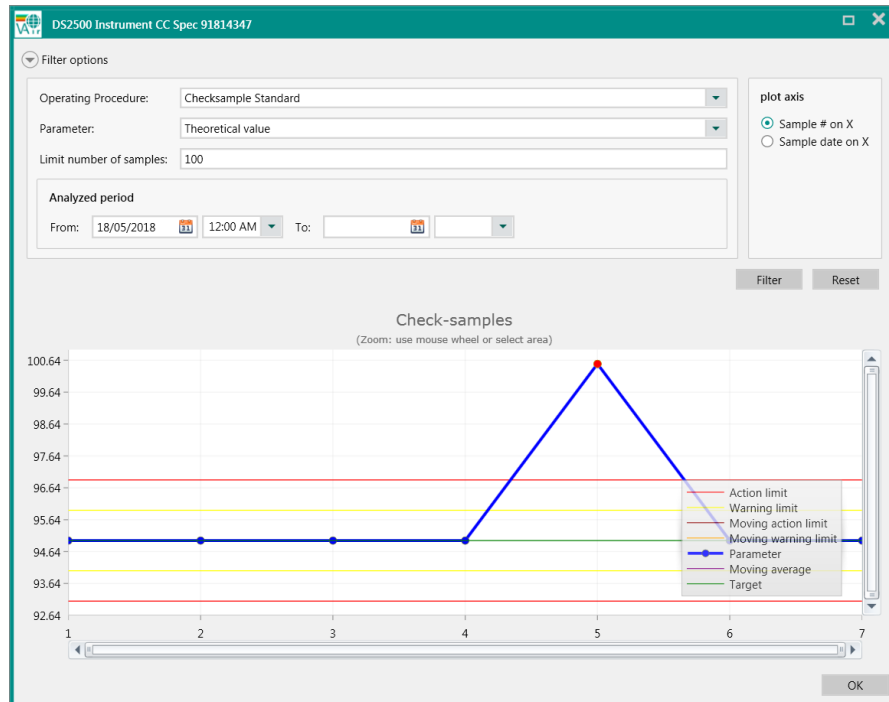 DS2500 Instrument CC Spec 91814347
Filter options
Operating Procedure: Checksample Standard
Parameter: Theoretical value
Limit number of samples: 100
Analyzed period
From: 18/05/2018 31 12:00 AM To: 31
plot axis
Sample # on X
Sample date on X
Filter Reset
Check-samples
(Zoom: use mouse wheel or select area)
100.64
99.64
98.64
97.64
96.64
95.64
94.64
93.64
92.64
Action limit
Warning limit
Moving action limit
Moving warning limit
Parameter
Moving average
Target
1 2 3 4 5 6 7
OK